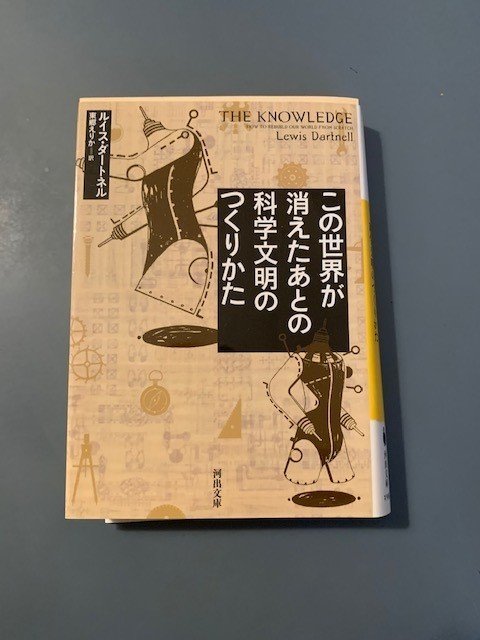 THE KNOWLEDGE
HOW TO REBUILD OUR WORLD FROM SCRATCH
Lewis Dartnell
ルイス・ダートネル
東郷えりか―訳
この世界が
消えたあとの
科学文明の
つくりかた
河出文庫